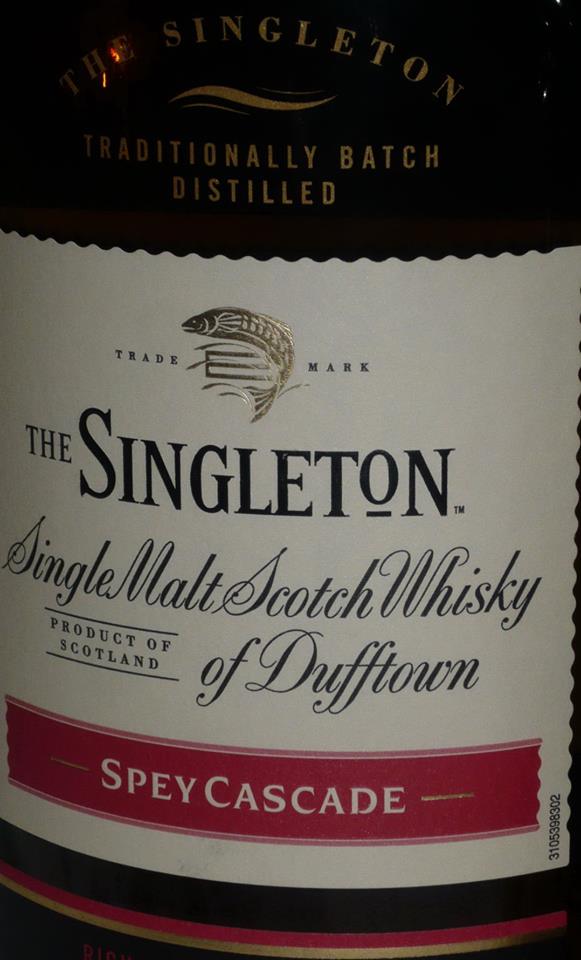 THE SINGLETON
TRADITIONALLY BATCH
DISTILLED
TRADE MARK
THE SINGLETON™
Single Malt Scotch Whisky
PRODUCT OF
SCOTLAND
of Dufftown
SPEY CASCADE
3105398302